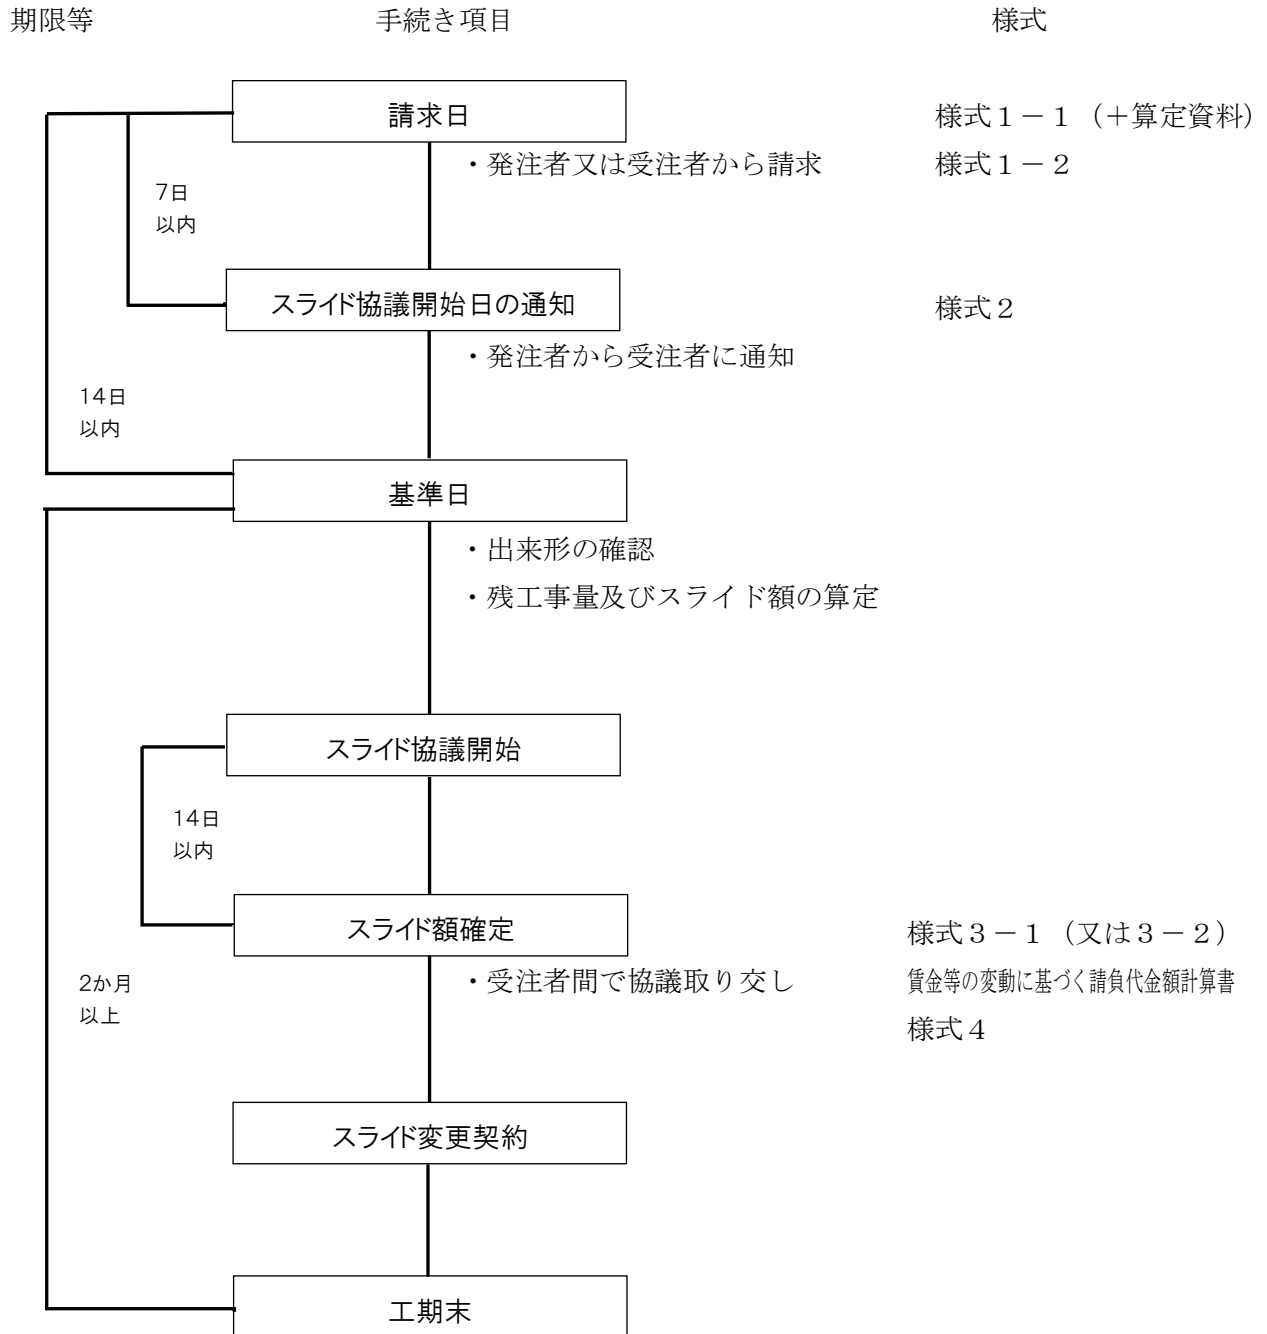 期限等　手続き項目　様式
請求日　様式１－１（＋算定資料）
・発注者又は受注者から請求　様式１－２
7日
以内
スライド協議開始日の通知　様式２
・発注者から受注者に通知
14日
以内
基準日
・出来形の確認
・残工事量及びスライド額の算定
スライド協議開始
14日
以内
スライド額確定　様式３－１（又は３－２）
・受注者間で協議取り交し　賃金等の変動に基づく請負代金額計算書
2か月
以上
様式４
スライド変更契約
工期末